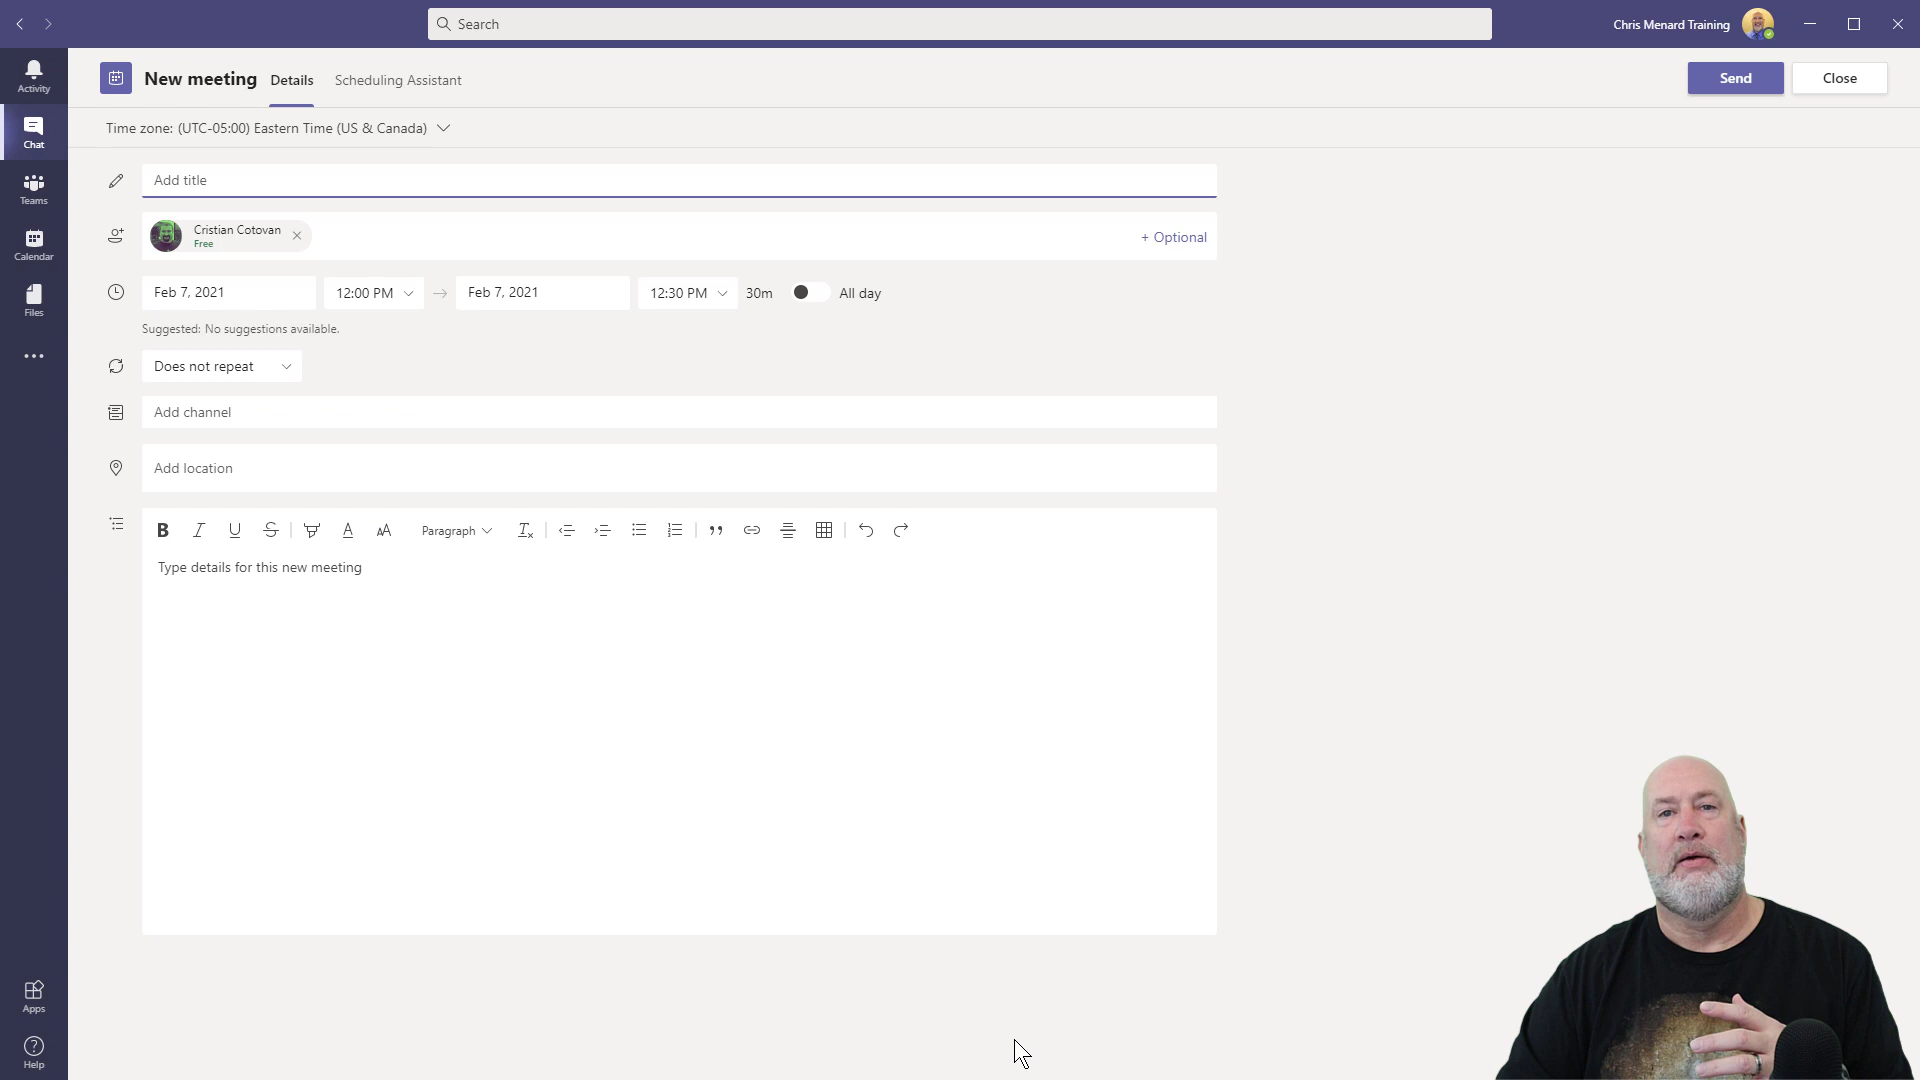 Search
Chris Menard Training
Activity
Chat
Teams
Calendar
Files
Apps
Help
New meeting Details Scheduling Assistant
Send Close
Time zone: (UTC-05:00) Eastern Time (US & Canada)
Add title
Cristian Cotovan
Free
+ Optional
Feb 7, 2021 12:00 PM Feb 7, 2021 12:30 PM 30m All day
Suggested: No suggestions available.
Does not repeat
Add channel
Add location
Paragraph
Type details for this new meeting